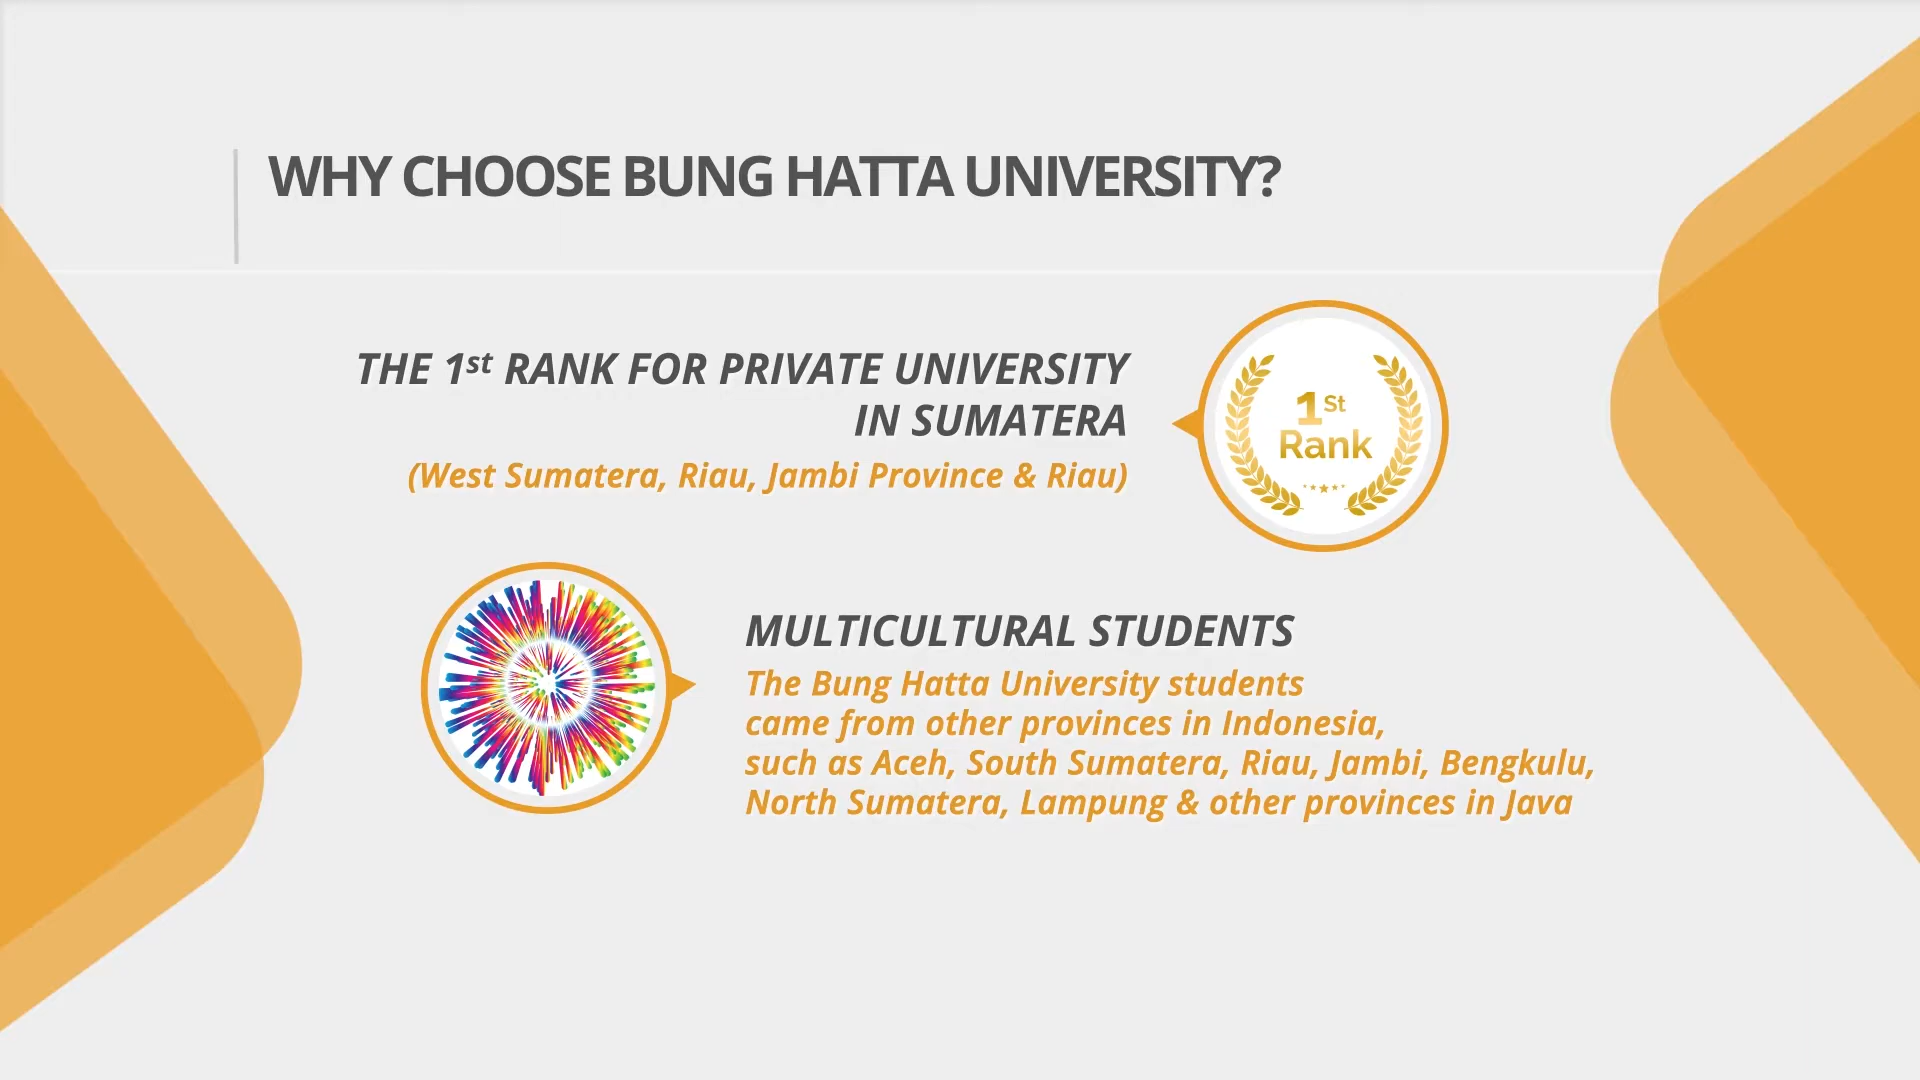 WHY CHOOSE BUNG HATTA UNIVERSITY?
THE 1st RANK FOR PRIVATE UNIVERSITY
IN SUMATERA
(West Sumatera, Riau, Jambi Province & Riau)
1St
Rank
MULTICULTURAL STUDENTS
The Bung Hatta University students
came from other provinces in Indonesia,
such as Aceh, South Sumatera, Riau, Jambi, Bengkulu,
North Sumatera, Lampung & other provinces in Java